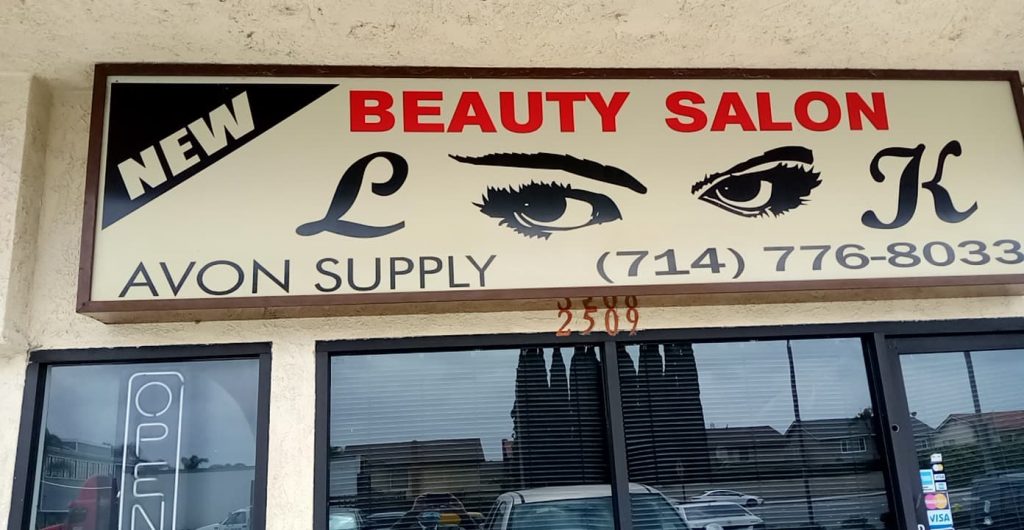 NEW
BEAUTY SALON
L K
AVON SUPPLY (714) 776-8033
2509
OPEN
VISA